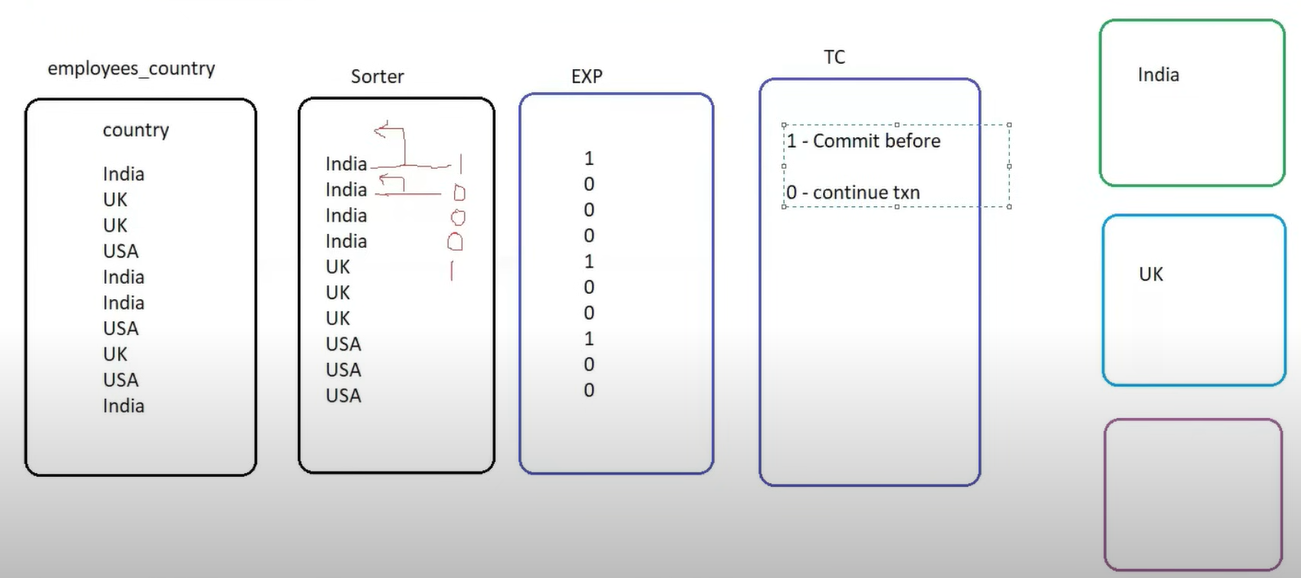 employees_country
country
India
UK
UK
USA
India
India
USA
UK
USA
India
Sorter
India 1
India 0
India 0
India 0
UK 1
UK
UK
USA
USA
USA
EXP
1
0
0
0
1
0
0
1
0
0
TC
1 - Commit before
0 - continue txn
India
UK